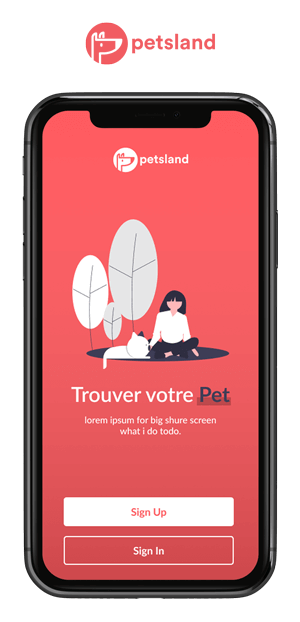 petsland
petsland
Trouver votre Pet
lorem ipsum for big shure screen
what i do todo.
Sign Up
Sign In